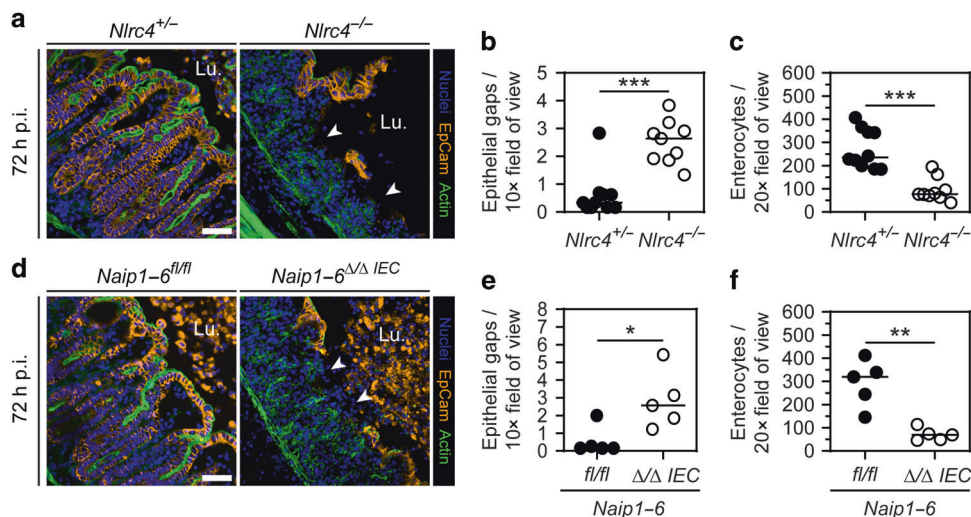 a
Nlrc4+/–
Nlrc4–/–
72 h p.i.
Lu.
Lu.
Nuclei EpCam Actin
b
Epithelial gaps /
10× field of view
5
4
3
2
1
0
***
Nlrc4+/– Nlrc4–/–
c
Enterocytes /
20× field of view
600
500
400
300
200
100
0
***
Nlrc4+/– Nlrc4–/–
d
Naip1–6fl/fl
Naip1–6Δ/Δ IEC
72 h p.i.
Lu.
Lu.
Nuclei EpCam Actin
e
Epithelial gaps /
10× field of view
8
7
6
5
4
3
2
1
0
*
fl/fl Δ/Δ IEC
Naip1–6
f
Enterocytes /
20× field of view
600
500
400
300
200
100
0
**
fl/fl Δ/Δ IEC
Naip1–6